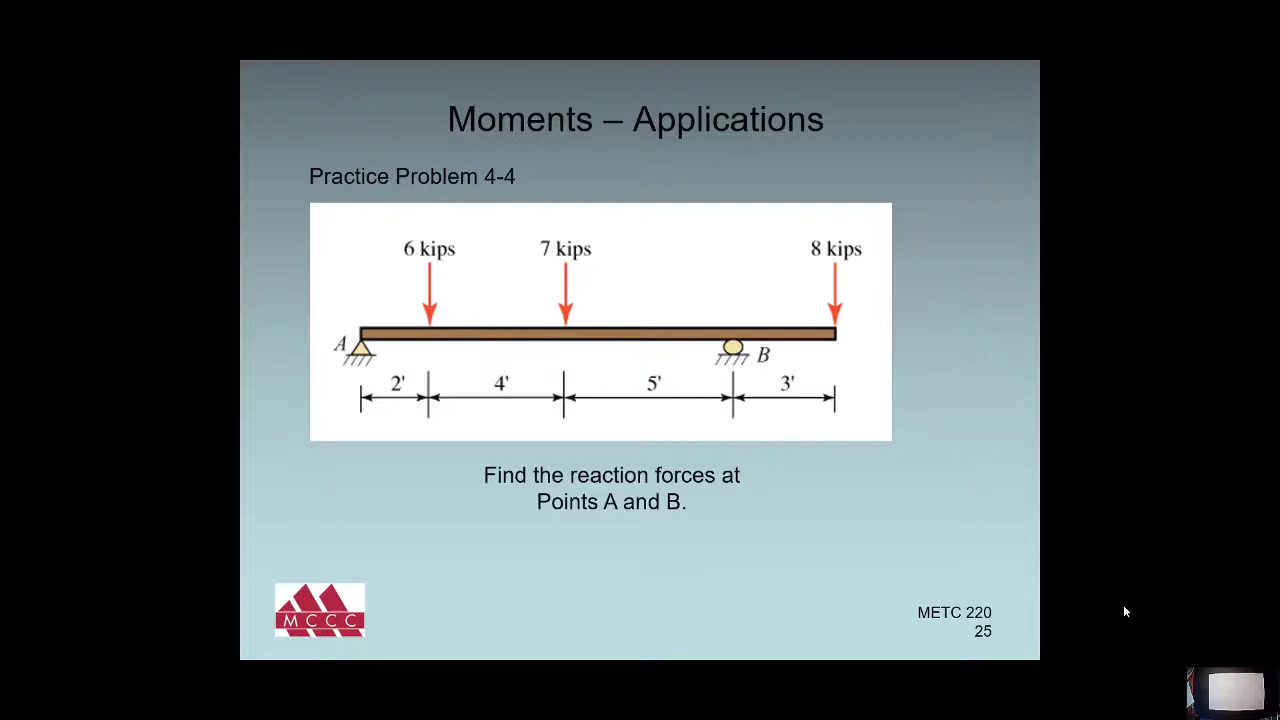 Moments – Applications
Practice Problem 4-4
6 kips 7 kips 8 kips
A
B
2' 4' 5' 3'
Find the reaction forces at
Points A and B.
MCCC
METC 220
25